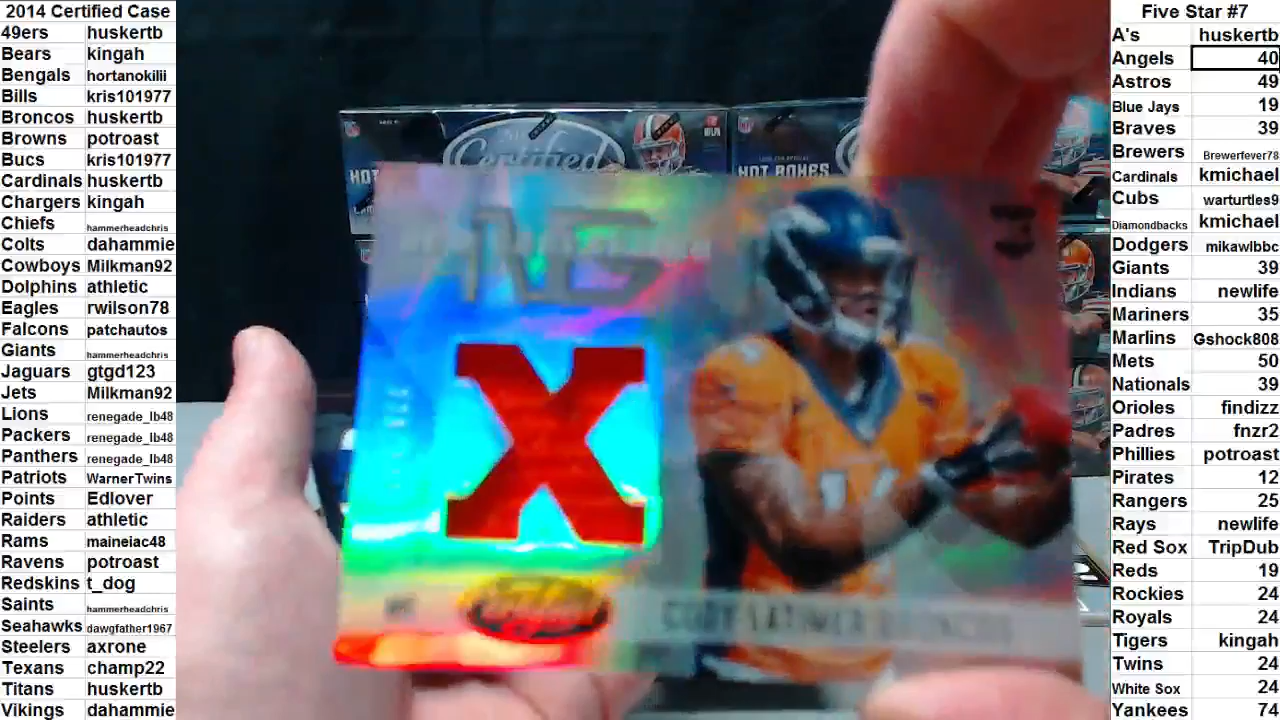 2014 Certified Case
49ers huskertb
Bears kingah
Bengals hortanokilii
Bills kris101977
Broncos huskertb
Browns potroast
Bucs kris101977
Cardinals huskertb
Chargers kingah
Chiefs hammerheadchris
Colts dahammie
Cowboys Milkman92
Dolphins athletic
Eagles rwilson78
Falcons patchautos
Giants hammerheadchris
Jaguars gtgd123
Jets Milkman92
Lions renegade_lb48
Packers renegade_lb48
Panthers renegade_lb48
Patriots WarnerTwins
Points Edlover
Raiders athletic
Rams maineiac48
Ravens potroast
Redskins t_dog
Saints hammerheadchris
Seahawks dawgfather1967
Steelers axrone
Texans champ22
Titans huskertb
Vikings dahammie
Certified
HOT
HOT BOXES
X
LATIMER
Five Star #7
A's huskertb
Angels 40
Astros 49
Blue Jays 19
Braves 39
Brewers Brewerfever78
Cardinals kmichael
Cubs warturtles9
Diamondbacks kmichael
Dodgers mikawlbbc
Giants 39
Indians newlife
Mariners 35
Marlins Gshock808
Mets 50
Nationals 39
Orioles findizz
Padres fnzr2
Phillies potroast
Pirates 12
Rangers 25
Rays newlife
Red Sox TripDub
Reds 19
Rockies 24
Royals 24
Tigers kingah
Twins 24
White Sox 24
Yankees 74